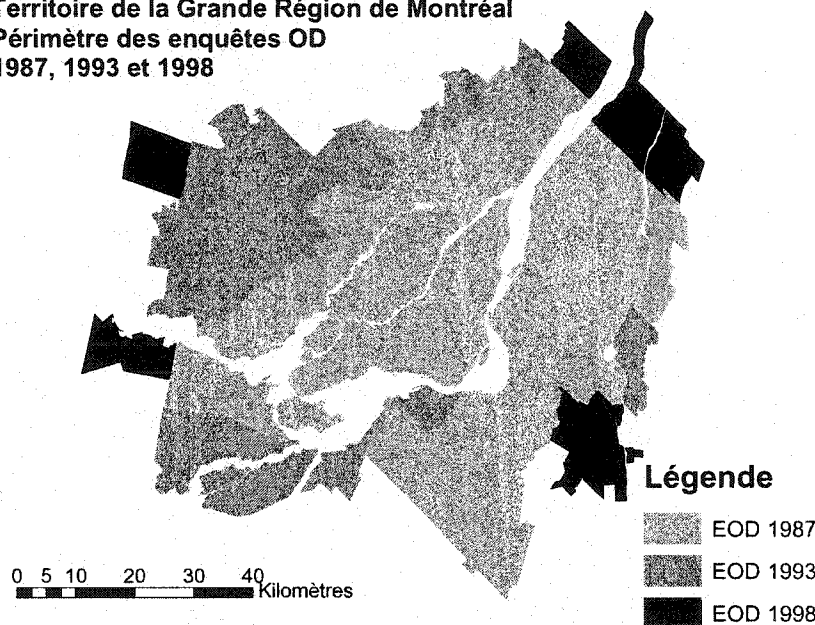 Territoire de la Grande Région de Montréal
Périmètre des enquêtes OD
1987, 1993 et 1998
Légende
EOD 1987
EOD 1993
EOD 1998
0 5 10 20 30 40
Kilomètres